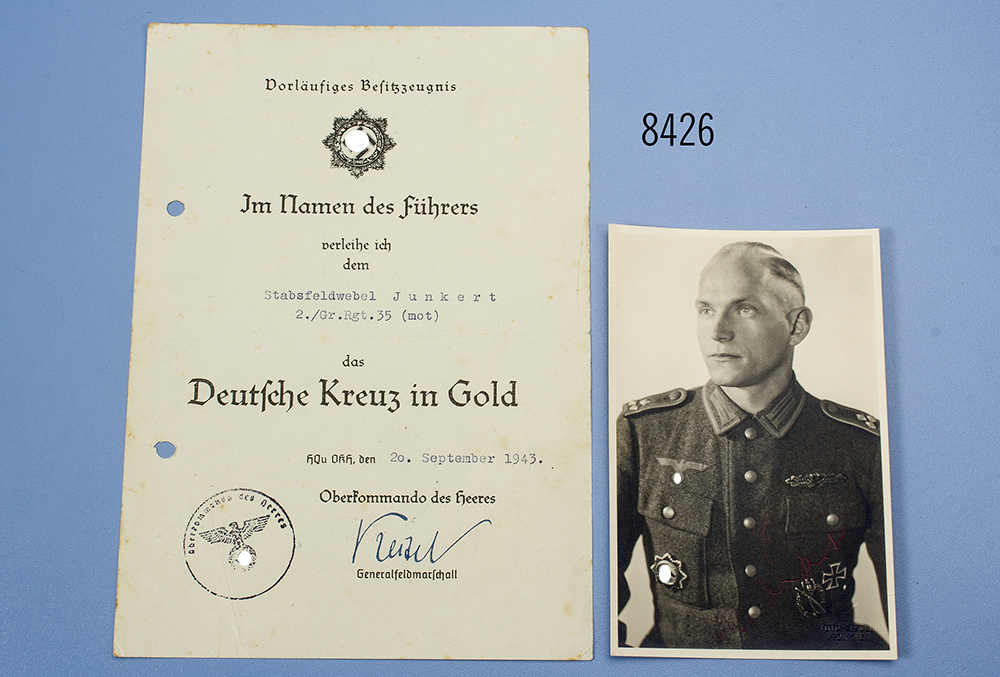 Vorläufiges Besitzzeugnis
Im Namen des Führers
verleihe ich
dem
Stabsfeldwebel J u n k e r t
2./Gr.Rgt.35 (mot)
das
Deutsche Kreuz in Gold
HQu OKH, den 20. September 1943.
Oberkommando des Heeres
Keitel
Generalfeldmarschall
Oberkommando des Heeres
8426